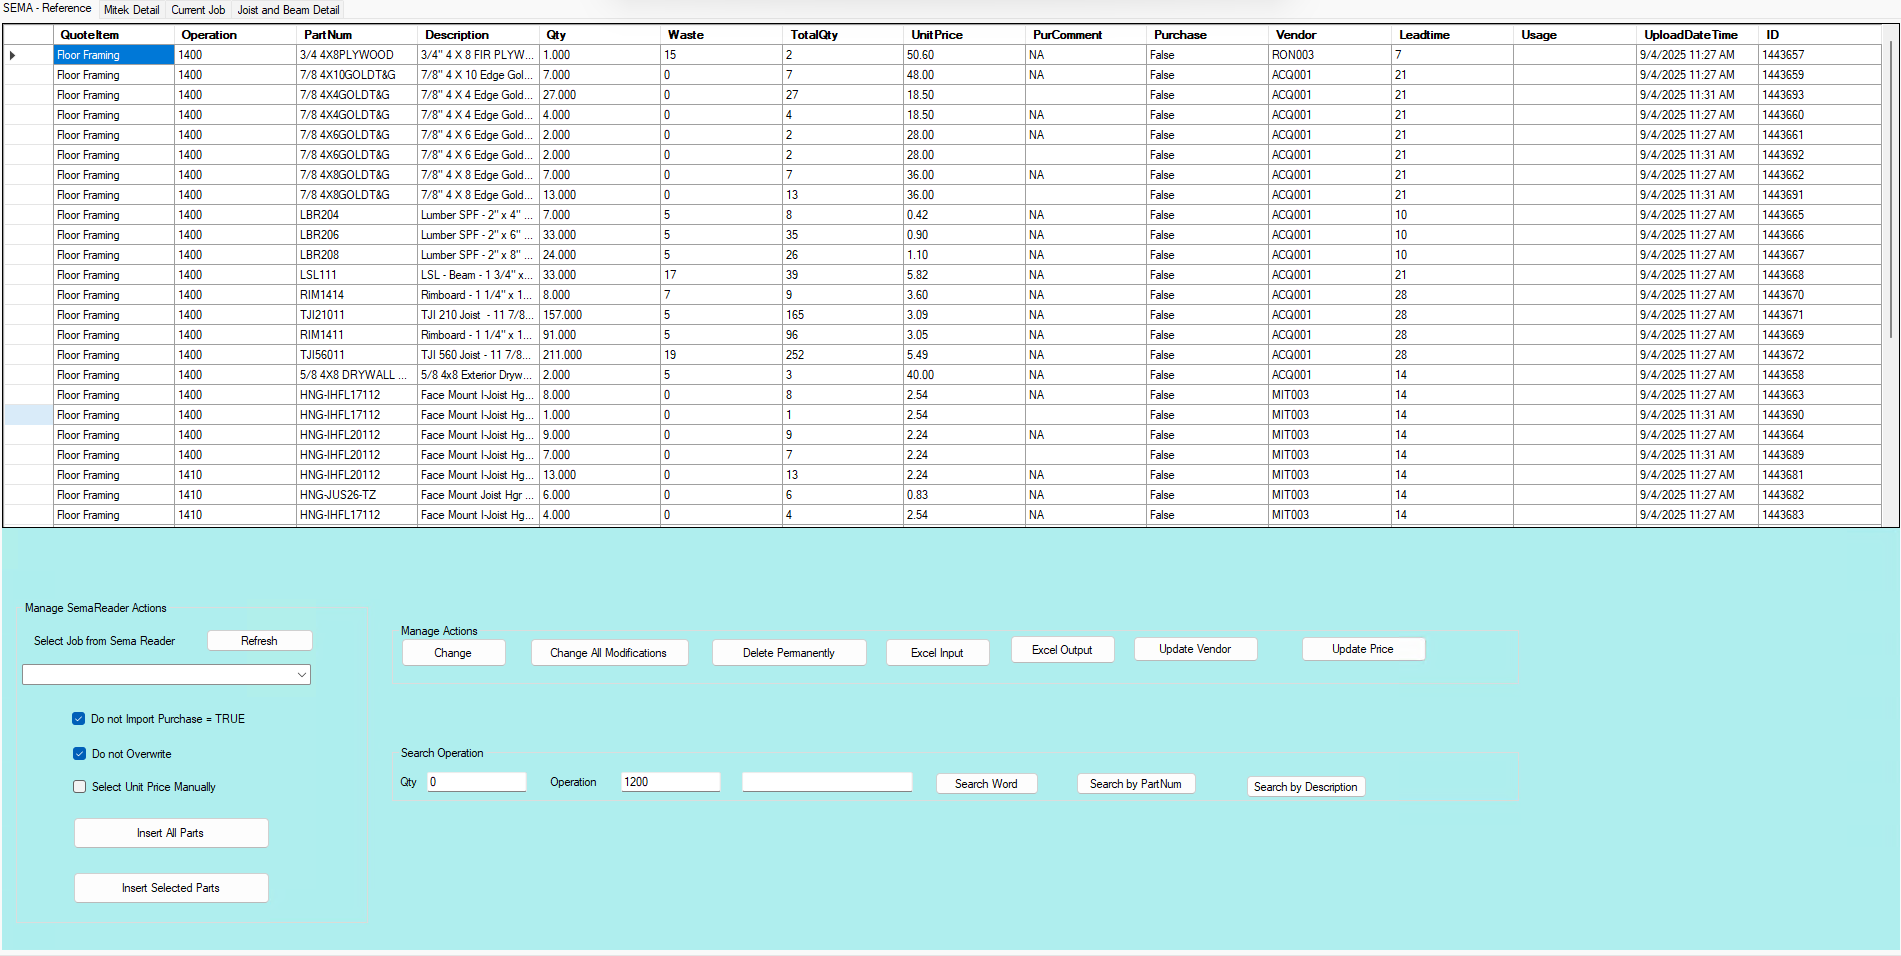 SEMA - Reference Mitek Detail Current Job Joist and Beam Detail
QuoteItem Operation PartNum Description Qty Waste TotalQty UnitPrice PurComment Purchase Vendor Leadtime Usage UploadDateTime ID
Floor Framing 1400 3/4 4X8PLYWOOD 3/4" 4 X 8 FIR PLYW... 1.000 15 2 50.60 NA False RON003 7 9/4/2025 11:27 AM 1443657
Floor Framing 1400 7/8 4X10GOLDT&G 7/8" 4 X 10 Edge Gol... 7.000 0 7 48.00 NA False ACQ001 21 9/4/2025 11:27 AM 1443659
Floor Framing 1400 7/8 4X4GOLDT&G 7/8" 4 X 4 Edge Gold... 27.000 0 27 18.50 False ACQ001 21 9/4/2025 11:31 AM 1443693
Floor Framing 1400 7/8 4X4GOLDT&G 7/8" 4 X 4 Edge Gold... 4.000 0 4 18.50 NA False ACQ001 21 9/4/2025 11:27 AM 1443660
Floor Framing 1400 7/8 4X6GOLDT&G 7/8" 4 X 6 Edge Gold... 2.000 0 2 28.00 NA False ACQ001 21 9/4/2025 11:27 AM 1443661
Floor Framing 1400 7/8 4X6GOLDT&G 7/8" 4 X 6 Edge Gold... 2.000 0 2 28.00 False ACQ001 21 9/4/2025 11:31 AM 1443692
Floor Framing 1400 7/8 4X8GOLDT&G 7/8" 4 X 8 Edge Gold... 7.000 0 7 36.00 NA False ACQ001 21 9/4/2025 11:27 AM 1443662
Floor Framing 1400 7/8 4X8GOLDT&G 7/8" 4 X 8 Edge Gold... 13.000 0 13 36.00 False ACQ001 21 9/4/2025 11:31 AM 1443691
Floor Framing 1400 LBR204 Lumber SPF - 2" x 4" ... 7.000 5 8 0.42 NA False ACQ001 10 9/4/2025 11:27 AM 1443665
Floor Framing 1400 LBR206 Lumber SPF - 2" x 6" ... 33.000 5 35 0.90 NA False ACQ001 10 9/4/2025 11:27 AM 1443666
Floor Framing 1400 LBR208 Lumber SPF - 2" x 8" ... 24.000 5 26 1.10 NA False ACQ001 10 9/4/2025 11:27 AM 1443667
Floor Framing 1400 LSL111 LSL - Beam - 1 3/4" x... 33.000 17 39 5.82 NA False ACQ001 21 9/4/2025 11:27 AM 1443668
Floor Framing 1400 RIM1414 Rimboard - 1 1/4" x 1... 8.000 7 9 3.60 NA False ACQ001 28 9/4/2025 11:27 AM 1443670
Floor Framing 1400 TJI21011 TJI 210 Joist - 11 7/8... 157.000 5 165 3.09 NA False ACQ001 28 9/4/2025 11:27 AM 1443671
Floor Framing 1400 RIM1411 Rimboard - 1 1/4" x 1... 91.000 5 96 3.05 NA False ACQ001 28 9/4/2025 11:27 AM 1443669
Floor Framing 1400 TJI56011 TJI 560 Joist - 11 7/8... 211.000 19 252 5.49 NA False ACQ001 28 9/4/2025 11:27 AM 1443672
Floor Framing 1400 5/8 4X8 DRYWALL ... 5/8 4x8 Exterior Dryw... 2.000 5 3 40.00 NA False ACQ001 14 9/4/2025 11:27 AM 1443658
Floor Framing 1400 HNG-IHFL17112 Face Mount I-Joist Hg... 8.000 0 8 2.54 NA False MIT003 14 9/4/2025 11:27 AM 1443663
Floor Framing 1400 HNG-IHFL17112 Face Mount I-Joist Hg... 1.000 0 1 2.54 False MIT003 14 9/4/2025 11:31 AM 1443690
Floor Framing 1400 HNG-IHFL20112 Face Mount I-Joist Hg... 9.000 0 9 2.24 NA False MIT003 14 9/4/2025 11:27 AM 1443664
Floor Framing 1400 HNG-IHFL20112 Face Mount I-Joist Hg... 7.000 0 7 2.24 False MIT003 14 9/4/2025 11:31 AM 1443689
Floor Framing 1410 HNG-IHFL20112 Face Mount I-Joist Hg... 13.000 0 13 2.24 NA False MIT003 14 9/4/2025 11:27 AM 1443681
Floor Framing 1410 HNG-JUS26-TZ Face Mount Joist Hgr ... 6.000 0 6 0.83 NA False MIT003 14 9/4/2025 11:27 AM 1443682
Floor Framing 1410 HNG-IHFL17112 Face Mount I-Joist Hg... 4.000 0 4 2.54 NA False MIT003 14 9/4/2025 11:27 AM 1443683
Manage SemaReader Actions
Select Job from Sema Reader Refresh
Do not Import Purchase = TRUE
Do not Overwrite
Select Unit Price Manually
Insert All Parts
Insert Selected Parts
Manage Actions
Change Change All Modifications Delete Permanently Excel Input Excel Output Update Vendor Update Price
Search Operation
Qty 0 Operation 1200 Search Word Search by PartNum Search by Description